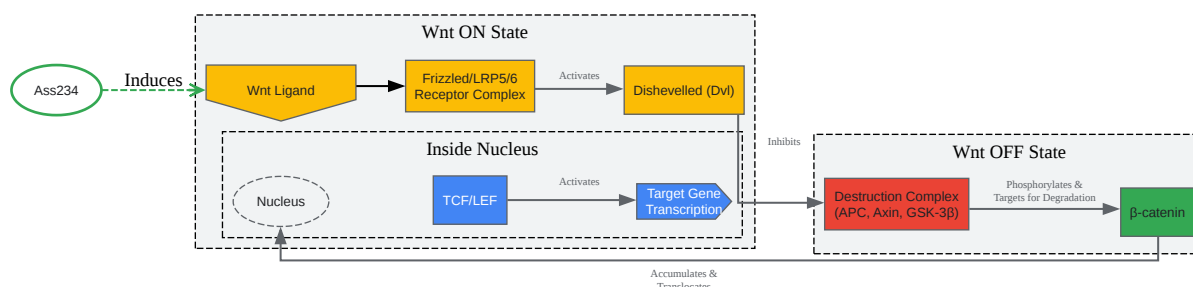 Wnt ON State
Ass234
Induces
Wnt Ligand
Frizzled/LRP5/6
Receptor Complex
Activates
Dishevelled (Dvl)
Inhibits
Inside Nucleus
Nucleus
TCF/LEF
Activates
Target Gene
Transcription
Wnt OFF State
Destruction Complex
(APC, Axin, GSK-3β)
Phosphorylates &
Targets for Degradation
β-catenin
Accumulates &
Translocates